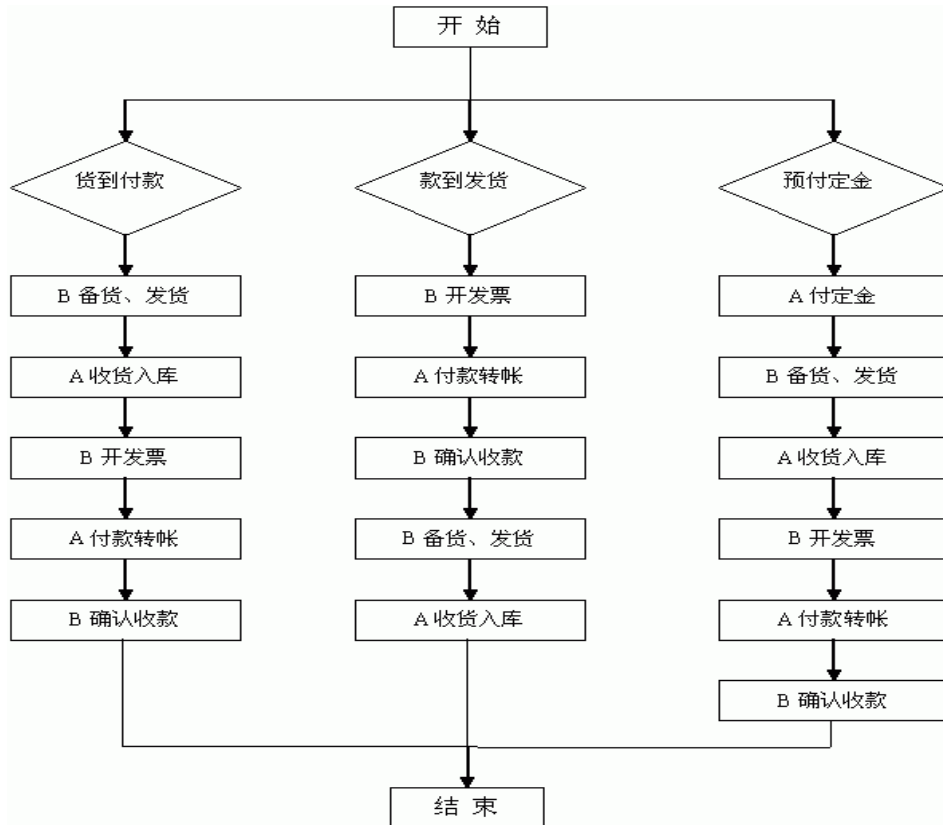 开 始
货到付款
款到发货
预付定金
B 备货、发货
B 开发票
A 付定金
A 收货入库
A 付款转帐
B 备货、发货
B 开发票
B 确认收款
A 收货入库
A 付款转帐
B 备货、发货
B 开发票
B 确认收款
A 收货入库
A 付款转帐
B 确认收款
结 束